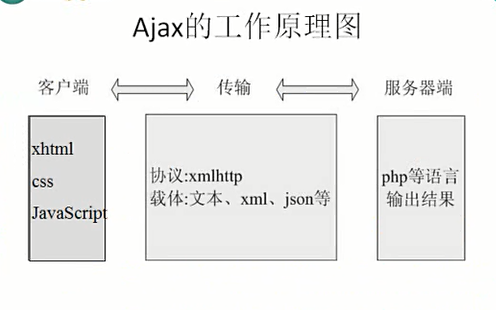 Ajax的工作原理图
客户端
传输
服务器端
xhtml
css
JavaScript
协议:xmlhttp
载体:文本、xml、json等
php等语言
输出结果